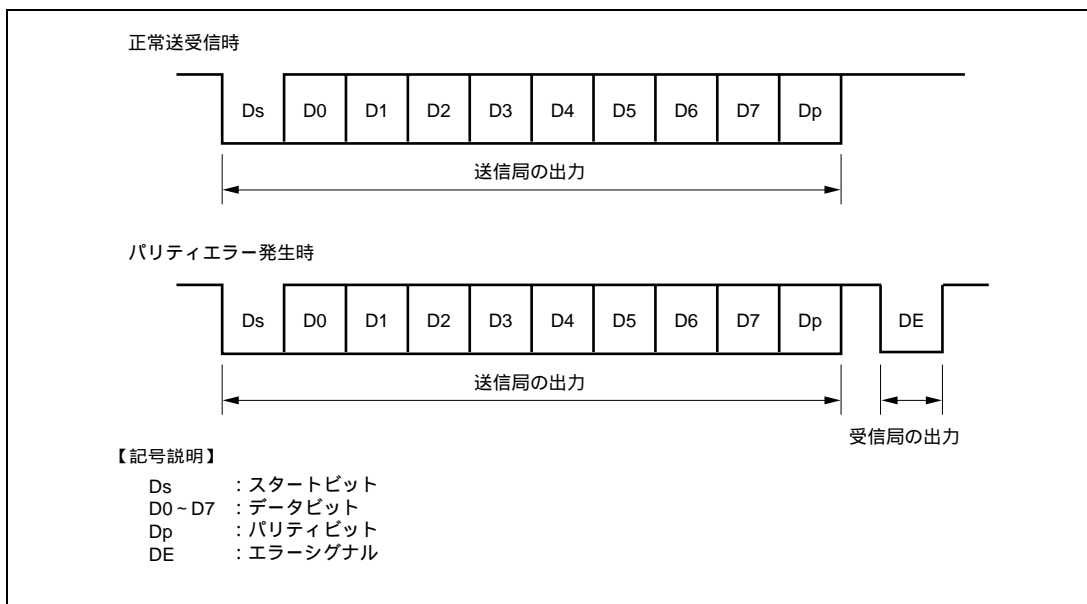 正常送受信時
Ds D0 D1 D2 D3 D4 D5 D6 D7 Dp
送信局の出力
パリティエラー発生時
Ds D0 D1 D2 D3 D4 D5 D6 D7 Dp DE
送信局の出力
受信局の出力
【記号説明】
Ds :スタートビット
D0~D7 :データビット
Dp :パリティビット
DE :エラーシグナル